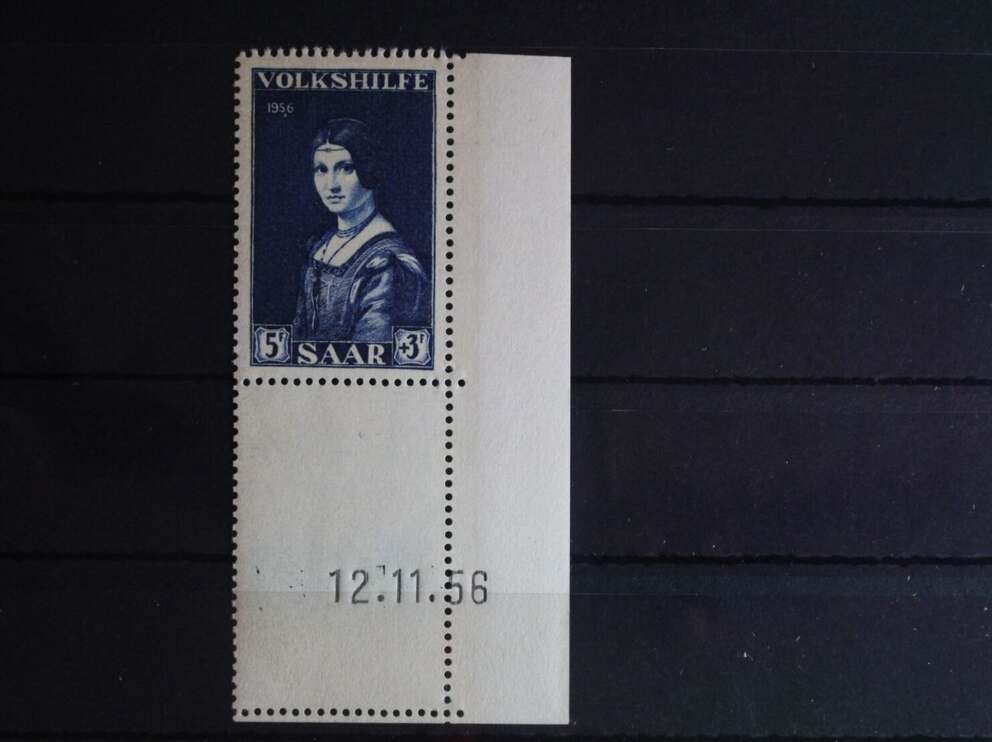 VOLKSHILFE
1956
5F SAAR +3F
12.11.56